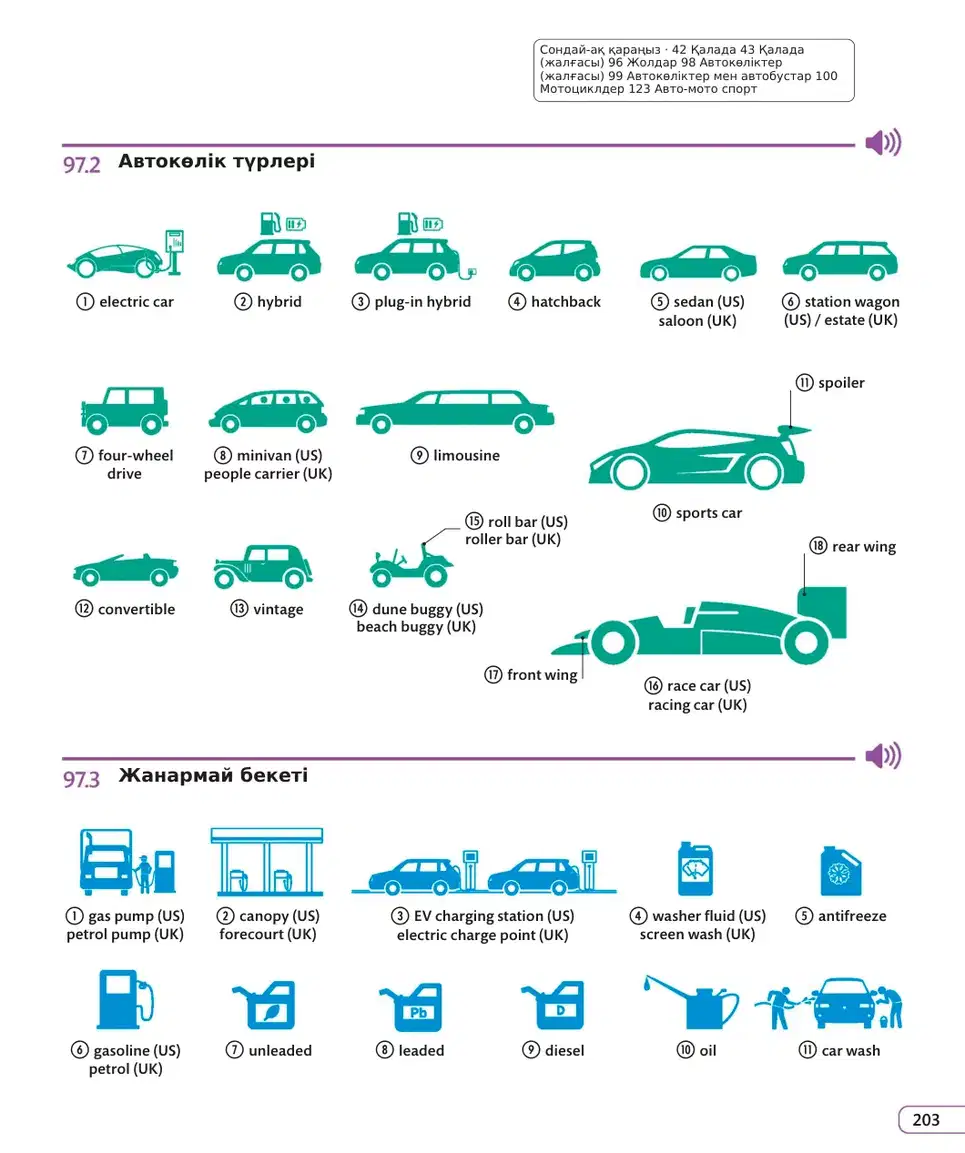 Сондай-ақ қараңыз · 42 Қалада 43 Қалада
(жалғасы) 96 Жолдар 98 Автокөліктер
(жалғасы) 99 Автокөліктер мен автобустар 100
Мотоциклдер 123 Авто-мото спорт
97.2 Автокөлік түрлері
① electric car
② hybrid
③ plug-in hybrid
④ hatchback
⑤ sedan (US)
saloon (UK)
⑥ station wagon
(US) / estate (UK)
⑦ four-wheel
drive
⑧ minivan (US)
people carrier (UK)
⑨ limousine
⑪ spoiler
⑩ sports car
⑫ convertible
⑬ vintage
⑮ roll bar (US)
roller bar (UK)
⑭ dune buggy (US)
beach buggy (UK)
⑱ rear wing
⑰ front wing
⑯ race car (US)
racing car (UK)
97.3 Жанармай бекеті
① gas pump (US)
petrol pump (UK)
② canopy (US)
forecourt (UK)
③ EV charging station (US)
electric charge point (UK)
④ washer fluid (US)
screen wash (UK)
⑤ antifreeze
Pb
D
⑥ gasoline (US)
petrol (UK)
⑦ unleaded
⑧ leaded
⑨ diesel
⑩ oil
⑪ car wash
203